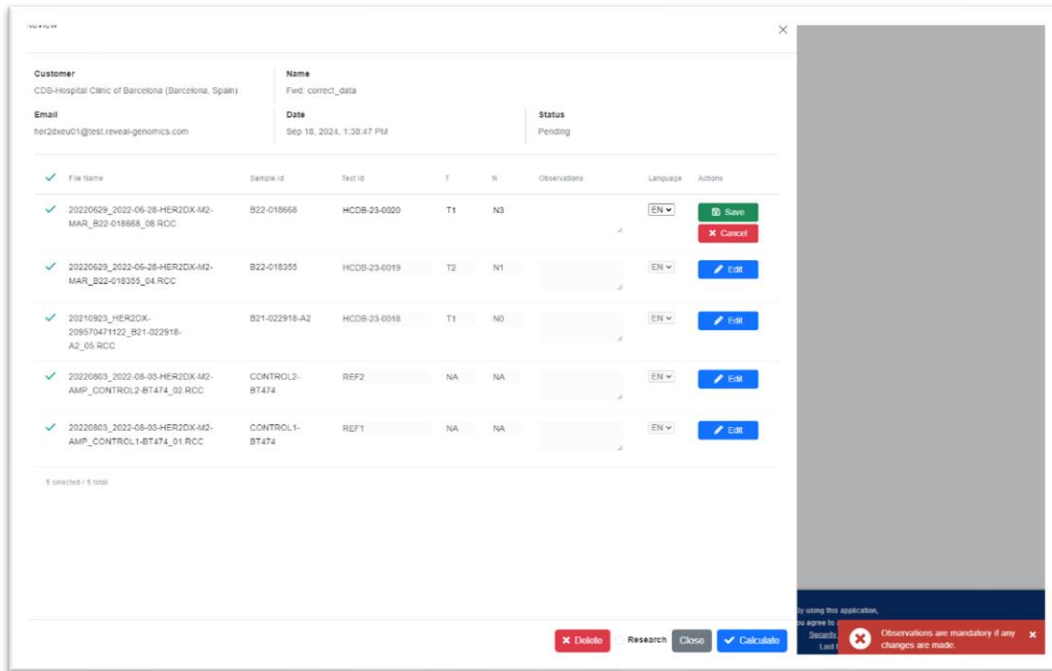 Review
Customer
Name
CDB-Hospital Clinic of Barcelona (Barcelona, Spain)
Fwd: correct_data
Email
Date
Status
her2dxeu01@test.reveal-genomics.com
Sep 18, 2024, 1:38:47 PM
Pending
File Name Sample Id Test Id T N Observations Language Actions
20220629_2022-06-28-HER2DX-M2- B22-018668 HCDB-23-0020 T1 N3 EN Save
MAR_B22-018668_08.RCC Cancel
20220629_2022-06-28-HER2DX-M2- B22-018355 HCDB-23-0019 T2 N1 EN Edit
MAR_B22-018355_04.RCC
20210923_HER2DX- B21-022918-A2 HCDB-23-0018 T1 N0 EN Edit
209570471122_B21-022918-
A2_05.RCC
20220803_2022-08-03-HER2DX-M2- CONTROL2- REF2 NA NA EN Edit
AMP_CONTROL2-BT474_02.RCC BT474
20220803_2022-08-03-HER2DX-M2- CONTROL1- REF1 NA NA EN Edit
AMP_CONTROL1-BT474_01.RCC BT474
5 selected / 5 total
Delete Research Close Calculate
By using this application,
you agree to
Security
Last
Observations are mandatory if any
changes are made.